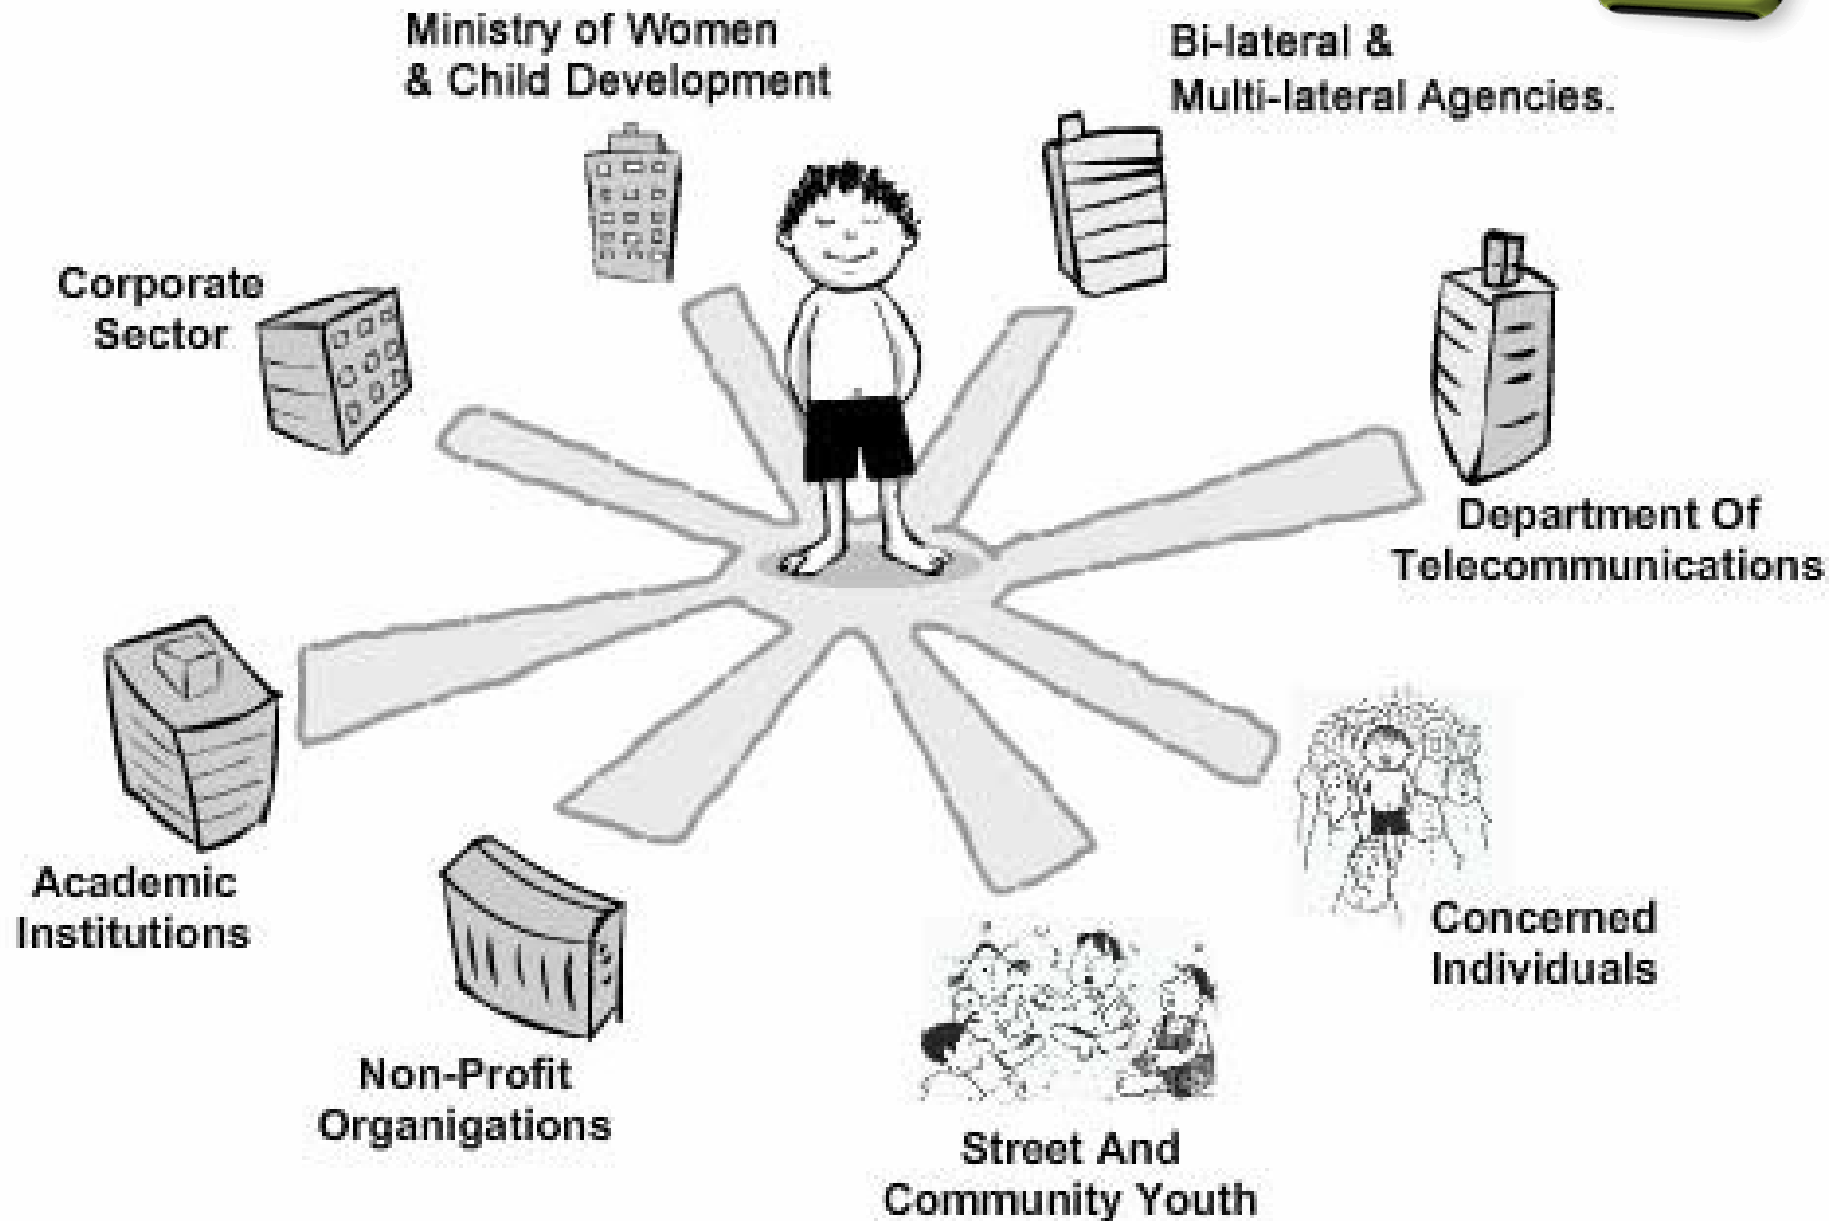 Ministry of Women
& Child Development
Bi-lateral &
Multi-lateral Agencies.
Corporate
Sector
Department Of
Telecommunications
Academic
Institutions
Concerned
Individuals
Non-Profit
Organigations
Street And
Community Youth